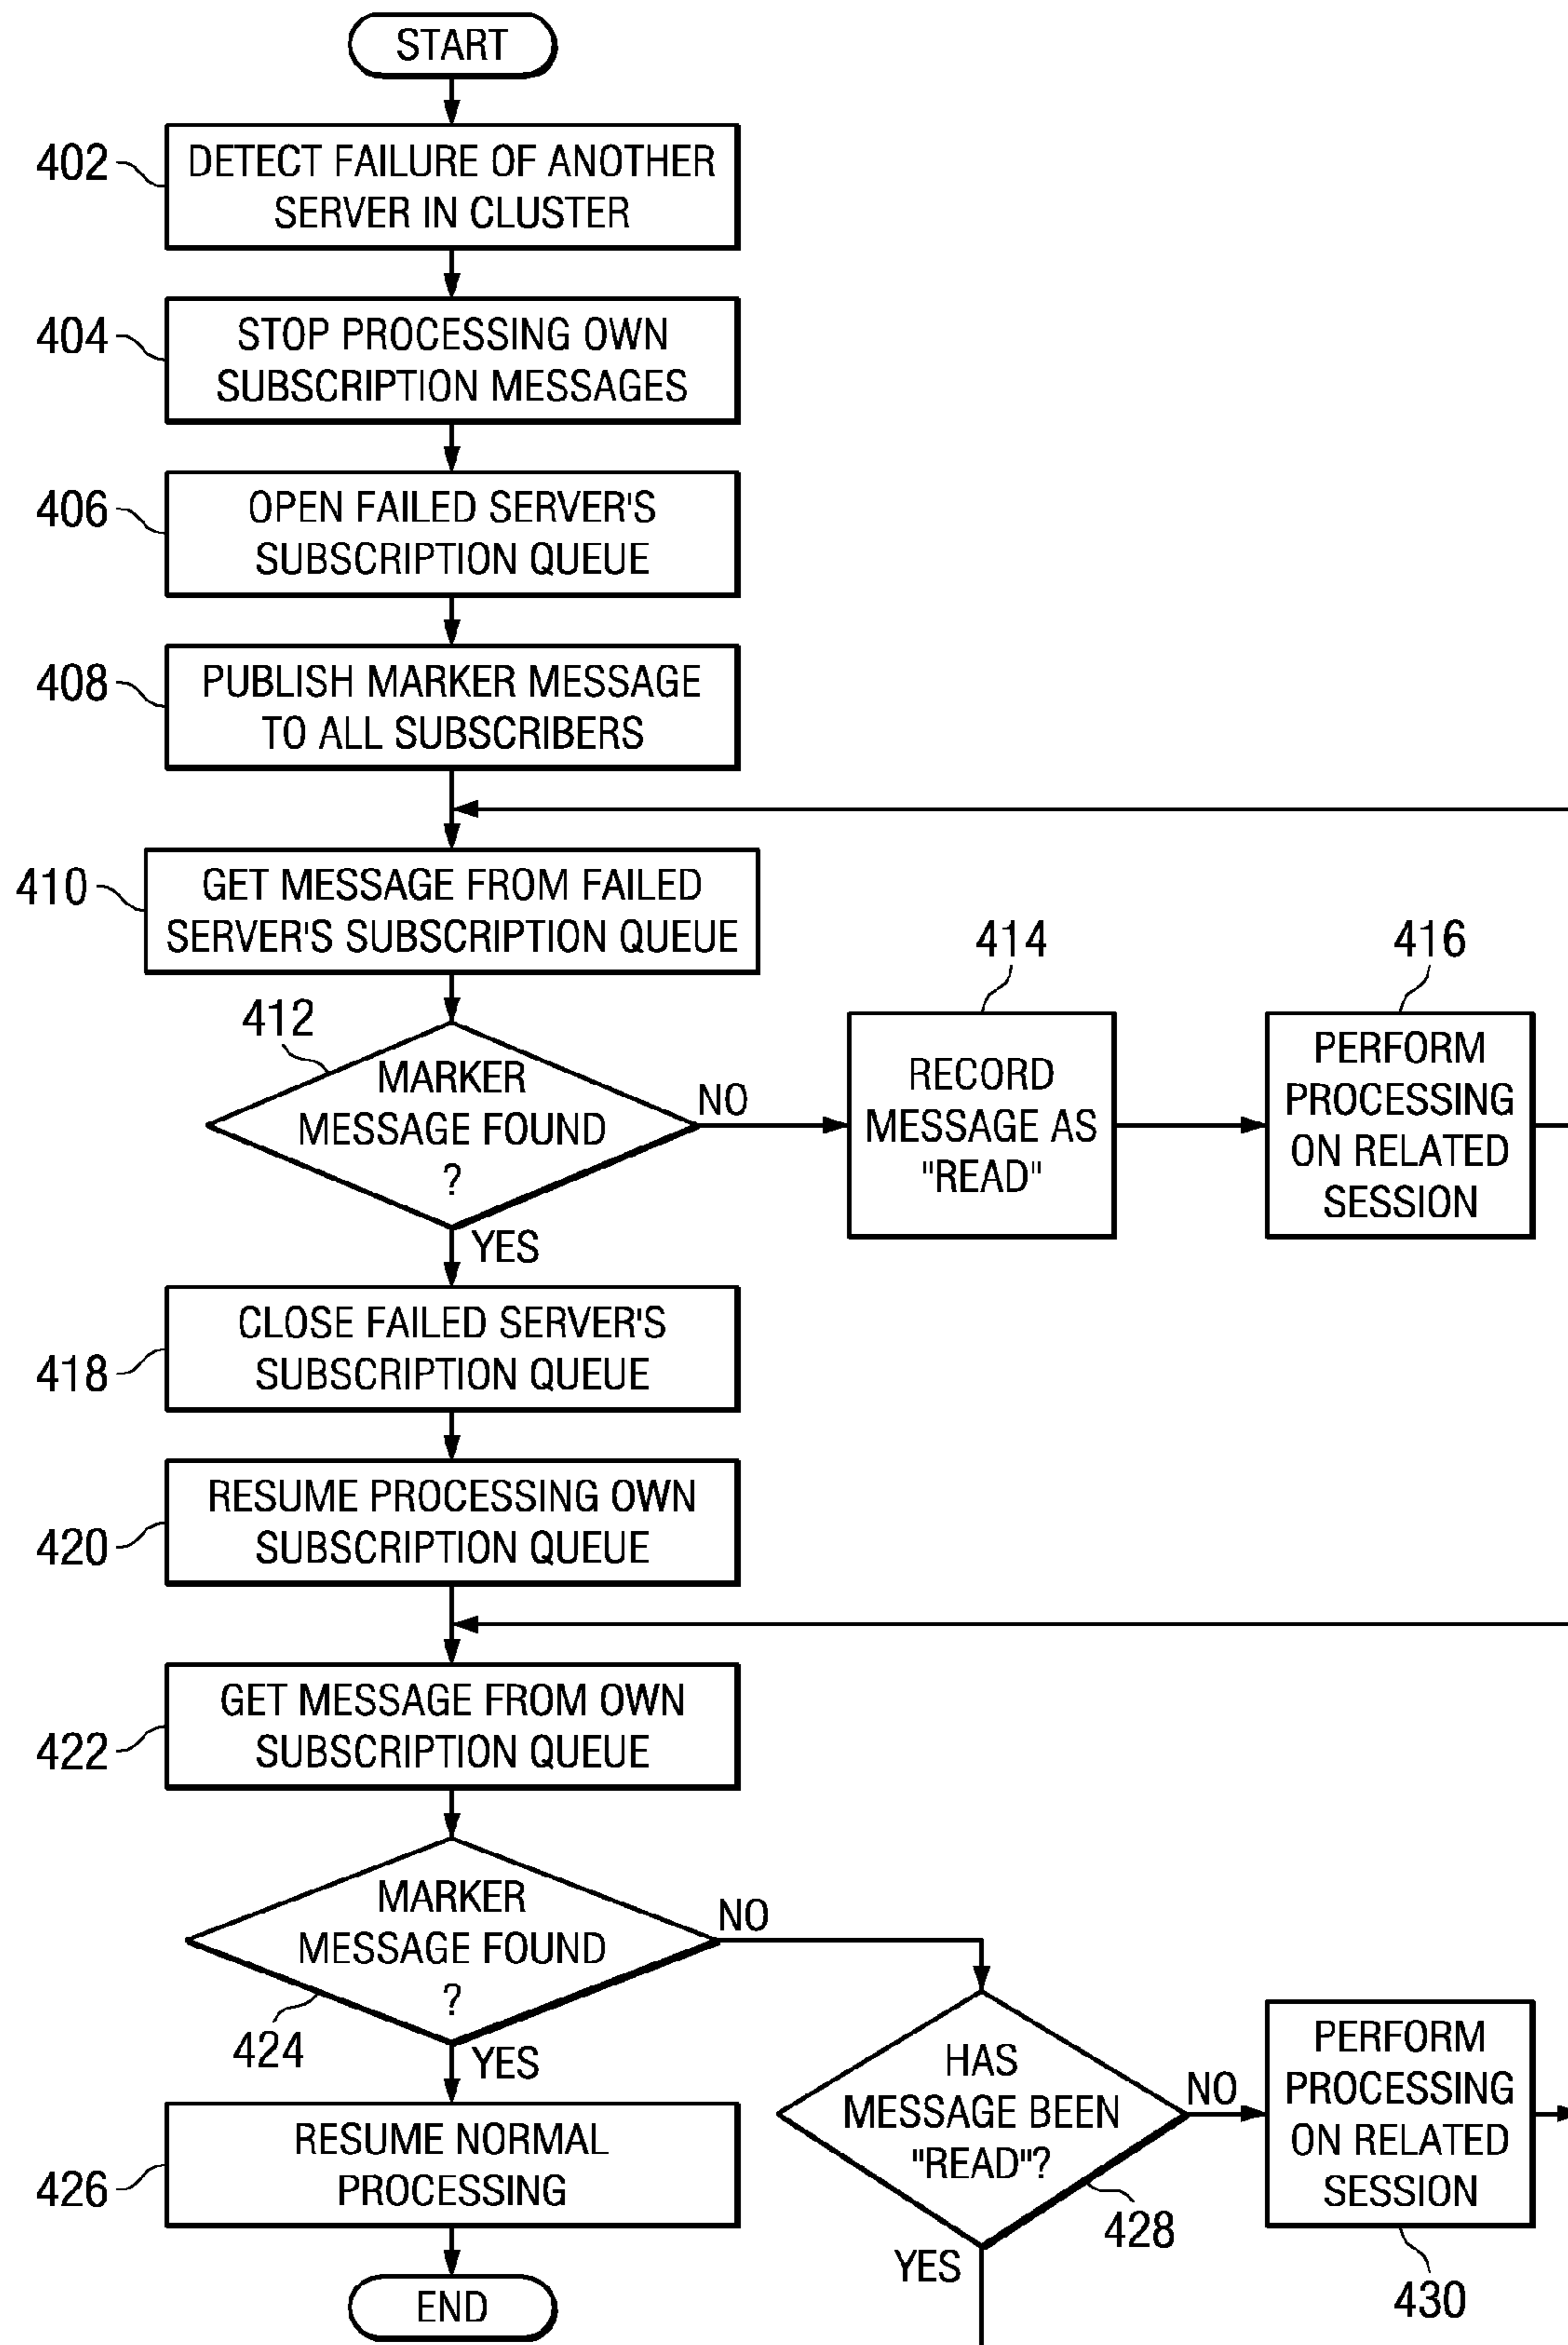 START
402
DETECT FAILURE OF ANOTHER
SERVER IN CLUSTER
404
STOP PROCESSING OWN
SUBSCRIPTION MESSAGES
406
OPEN FAILED SERVER'S
SUBSCRIPTION QUEUE
408
PUBLISH MARKER MESSAGE
TO ALL SUBSCRIBERS
410
GET MESSAGE FROM FAILED
SERVER'S SUBSCRIPTION QUEUE
412
MARKER
MESSAGE FOUND
?
NO
YES
414
RECORD
MESSAGE AS
"READ"
416
PERFORM
PROCESSING
ON RELATED
SESSION
418
CLOSE FAILED SERVER'S
SUBSCRIPTION QUEUE
420
RESUME PROCESSING OWN
SUBSCRIPTION QUEUE
422
GET MESSAGE FROM OWN
SUBSCRIPTION QUEUE
MARKER
MESSAGE FOUND
?
424
NO
YES
426
RESUME NORMAL
PROCESSING
END
HAS
MESSAGE BEEN
"READ"?
428
NO
YES
PERFORM
PROCESSING
ON RELATED
SESSION
430